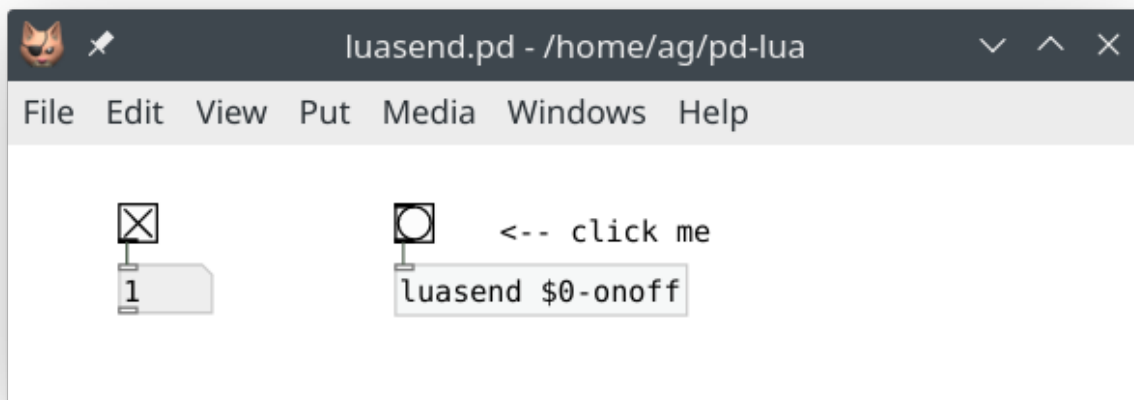 luasend.pd - /home/ag/pd-lua
File Edit View Put Media Windows Help
<-- click me
1
luasend $0-onoff